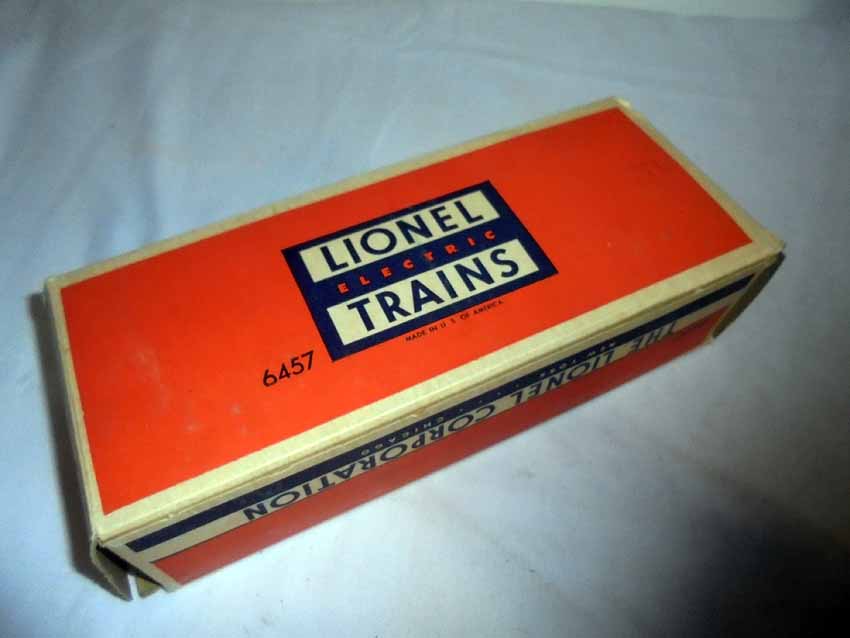 LIONEL
ELECTRIC
TRAINS
MADE IN U. S. OF AMERICA
6457
THE LIONEL CORPORATION
NEW YORK · · · · · CHICAGO